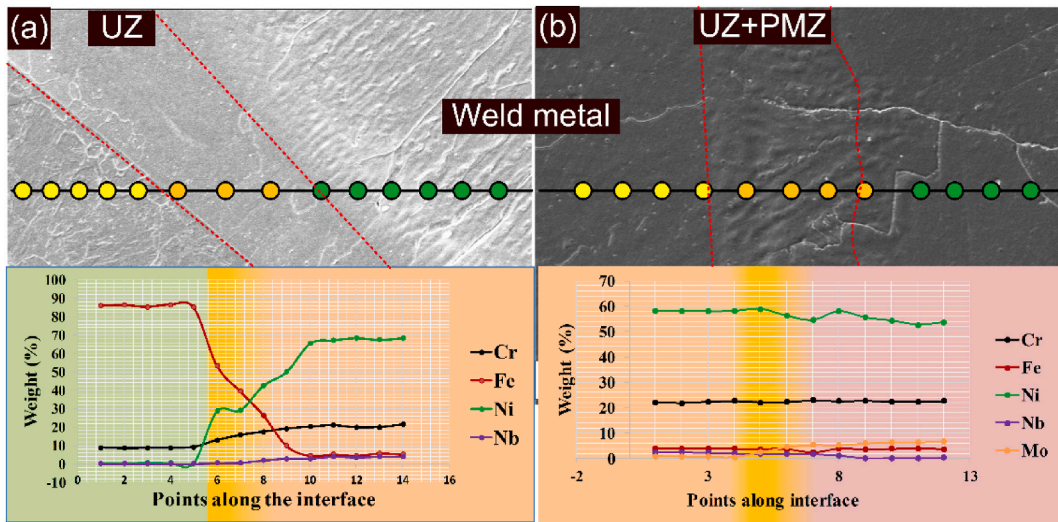 (a)
UZ
(b)
UZ+PMZ
Weld metal
100
90
80
70
60
50
40
30
20
10
0
-10
Weight (%)
0
2
4
6
8
10
12
14
16
Points along the interface
Cr
Fe
Ni
Nb
70
60
50
40
30
20
10
0
Weight (%)
-2
3
8
13
Points along interface
Cr
Fe
Ni
Nb
Mo